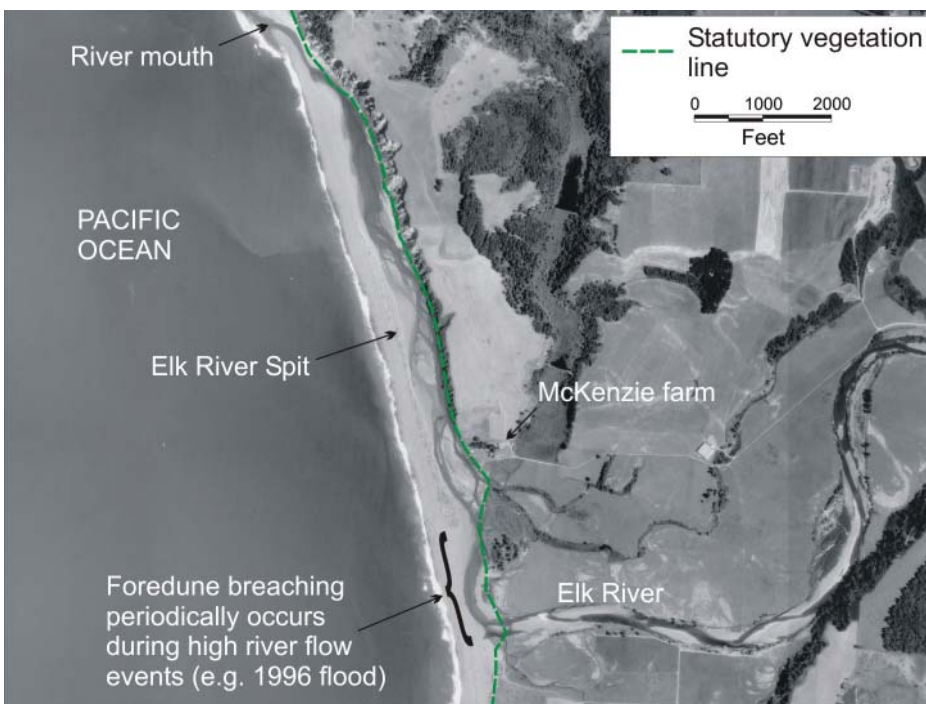 River mouth
Statutory vegetation
line
0 1000 2000
Feet
PACIFIC
OCEAN
Elk River Spit
McKenzie farm
Foredune breaching
periodically occurs
during high river flow
events (e.g. 1996 flood)
Elk River